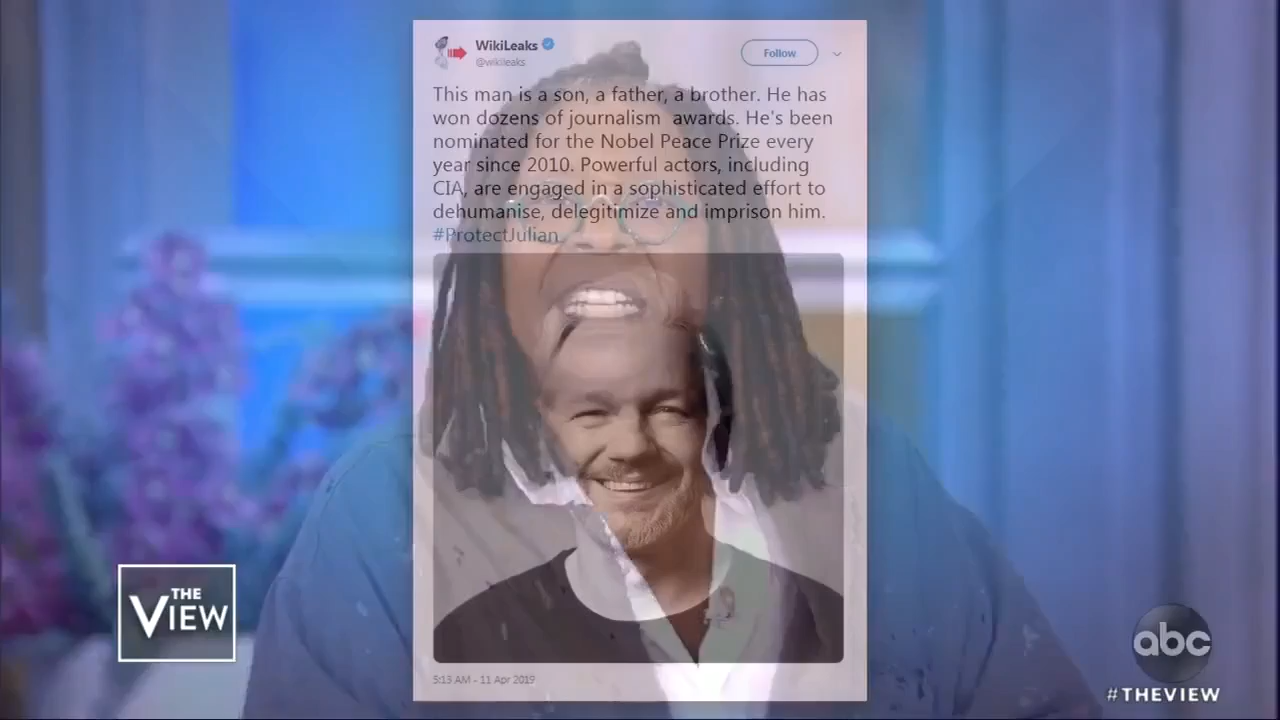 WikiLeaks
@wikileaks
Follow
This man is a son, a father, a brother. He has
won dozens of journalism awards. He's been
nominated for the Nobel Peace Prize every
year since 2010. Powerful actors, including
CIA, are engaged in a sophisticated effort to
dehumanise, delegitimize and imprison him.
#ProtectJulian
5:13 AM - 11 Apr 2019
THE
VIEW
abc
#THEVIEW